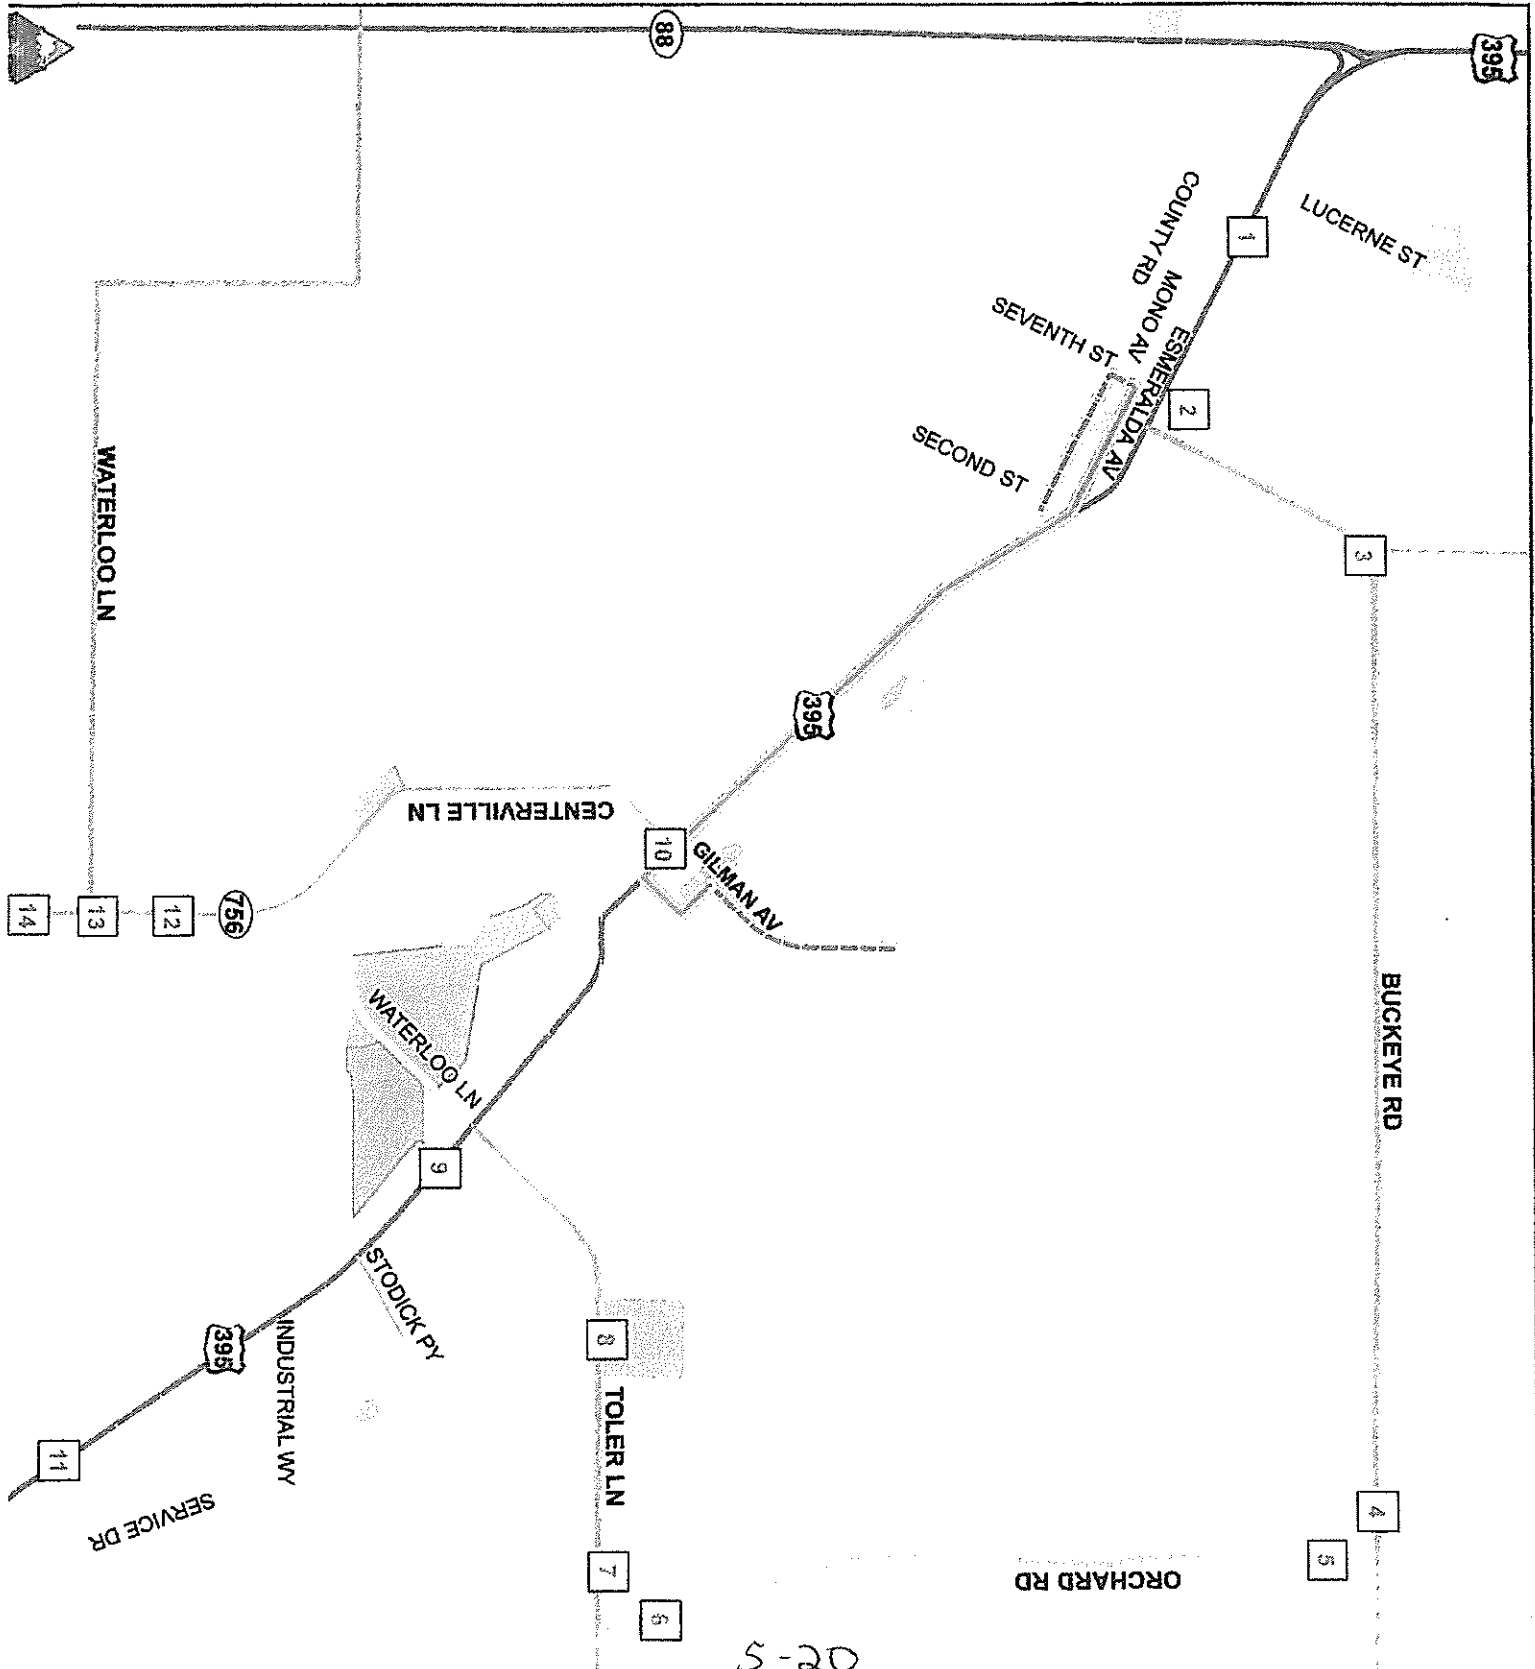 88
395
LUCERNE ST
1
COUNTY RD
MONO AV
ESMERALDA AV
SEVENTH ST
2
SECOND ST
3
WATERLOO LN
395
CENTERVILLE LN
10
GILMAN AV
14
13
12
756
BUCKEYE RD
WATERLOO LN
9
STODICK PY
8
395
INDUSTRIAL WY
TOLER LN
11
SERVICE DR
4
5
ORCHARD RD
7
6
5-20